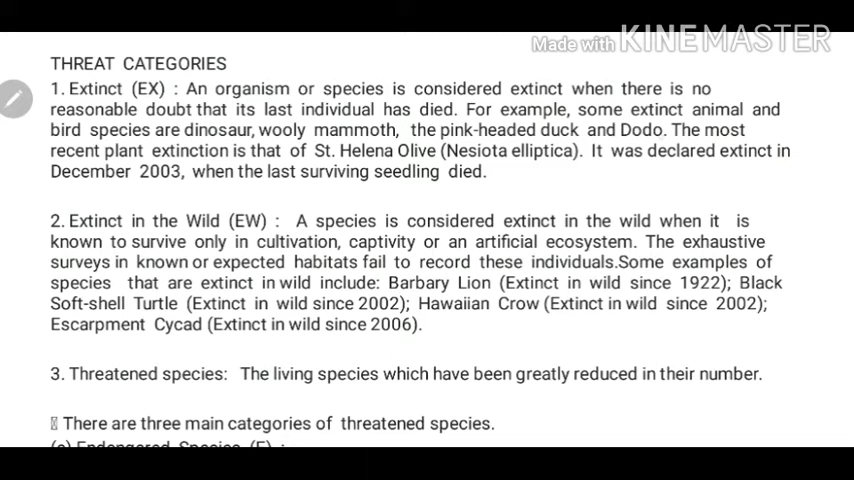 Made with KINEMASTER
THREAT CATEGORIES
1. Extinct (EX) : An organism or species is considered extinct when there is no
reasonable doubt that its last individual has died. For example, some extinct animal and
bird species are dinosaur, wooly mammoth, the pink-headed duck and Dodo. The most
recent plant extinction is that of St. Helena Olive (Nesiota elliptica). It was declared extinct in
December 2003, when the last surviving seedling died.
2. Extinct in the Wild (EW) : A species is considered extinct in the wild when it is
known to survive only in cultivation, captivity or an artificial ecosystem. The exhaustive
surveys in known or expected habitats fail to record these individuals.Some examples of
species that are extinct in wild include: Barbary Lion (Extinct in wild since 1922); Black
Soft-shell Turtle (Extinct in wild since 2002); Hawaiian Crow (Extinct in wild since 2002);
Escarpment Cycad (Extinct in wild since 2006).
3. Threatened species: The living species which have been greatly reduced in their number.
There are three main categories of threatened species.
Endangered Species (E) :